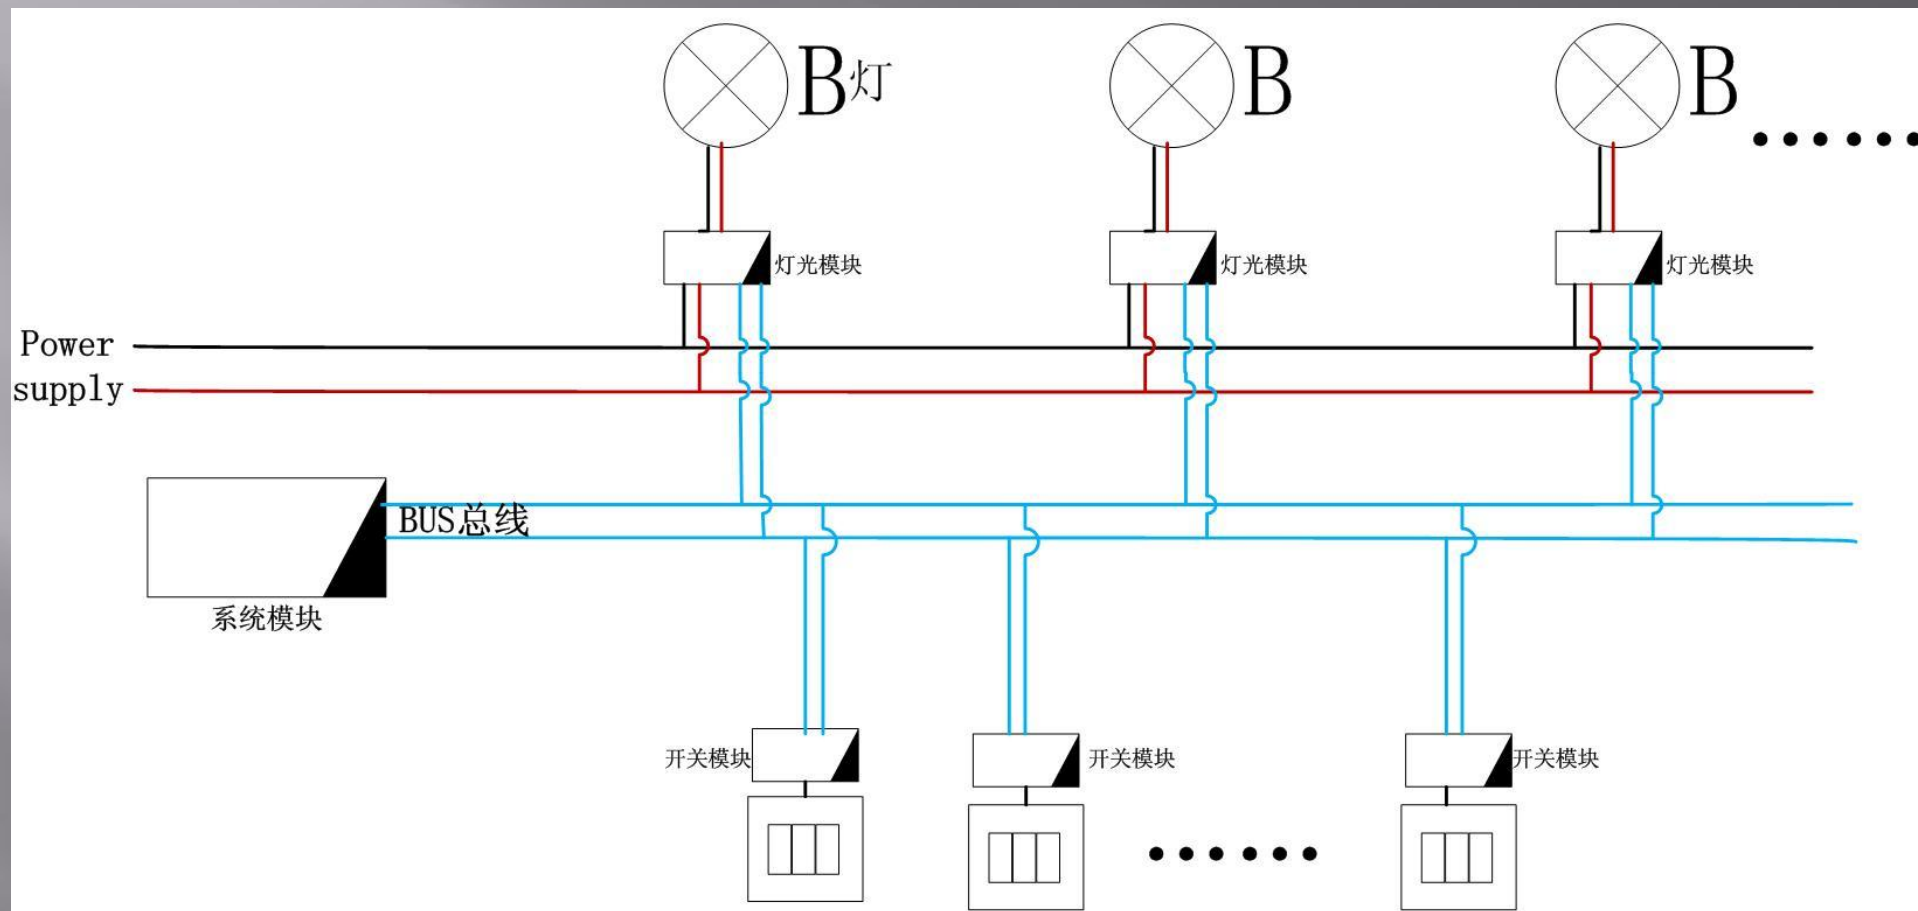 B灯
B
B
灯光模块
灯光模块
灯光模块
Power
supply
BUS总线
系统模块
开关模块
开关模块
开关模块